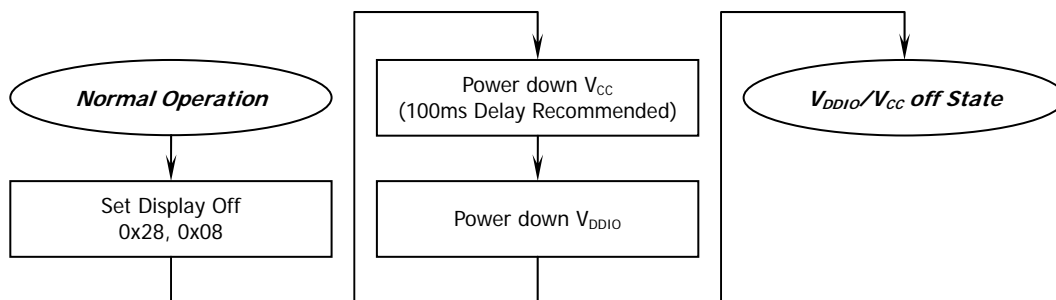 Normal Operation
Set Display Off
0x28, 0x08
Power down VCC
(100ms Delay Recommended)
Power down VDDIO
VDDIO/VCC off State